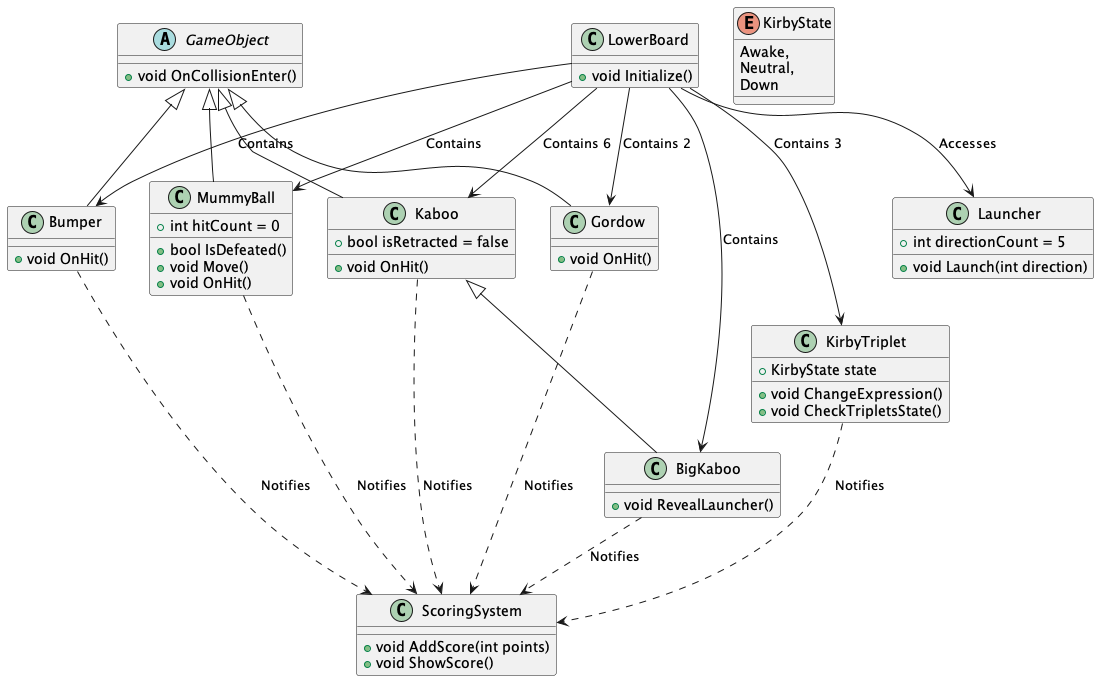 A GameObject
void OnCollisionEnter()
C LowerBoard
void Initialize()
E KirbyState
Awake,
Neutral,
Down
Contains
Contains
Contains 6
Contains 2
Contains 3
Accesses
C Bumper
void OnHit()
C MummyBall
int hitCount = 0
bool IsDefeated()
void Move()
void OnHit()
C Kaboo
bool isRetracted = false
void OnHit()
C Gordow
void OnHit()
Contains
C Launcher
int directionCount = 5
void Launch(int direction)
C KirbyTriplet
KirbyState state
void ChangeExpression()
void CheckTripletsState()
C BigKaboo
void RevealLauncher()
Notifies
Notifies
Notifies
Notifies
Notifies
Notifies
C ScoringSystem
void AddScore(int points)
void ShowScore()